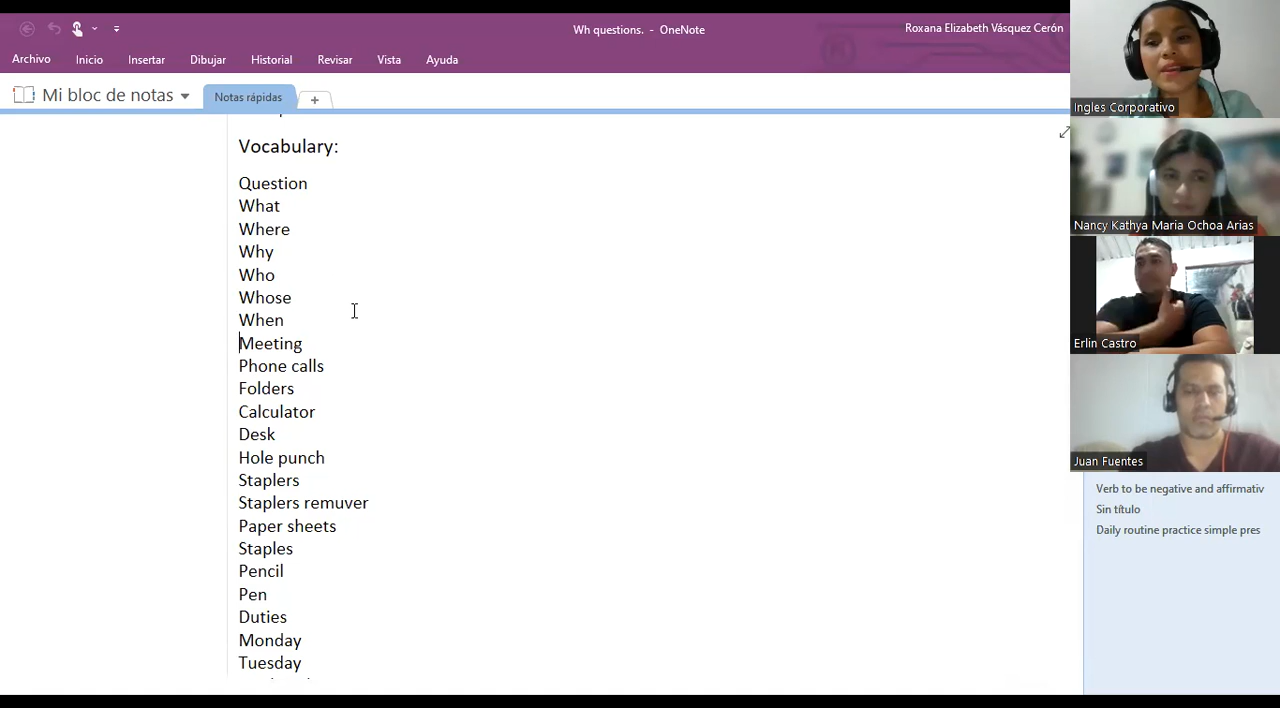 Wh questions. - OneNote
Roxana Elizabeth Vásquez Cerón
Archivo
Inicio
Insertar
Dibujar
Historial
Revisar
Vista
Ayuda
Mi bloc de notas
Notas rápidas
Vocabulary:
Question
What
Where
Why
Who
Whose
When
Meeting
Phone calls
Folders
Calculator
Desk
Hole punch
Staplers
Staplers remuver
Paper sheets
Staples
Pencil
Pen
Duties
Monday
Tuesday
Ingles Corporativo
Nancy Kathya Maria Ochoa Arias
Erlin Castro
Juan Fuentes
Verb to be negative and affirmativ
Sin título
Daily routine practice simple pres